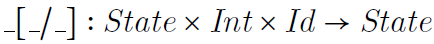 _[_/_] : State × Int × Id → State